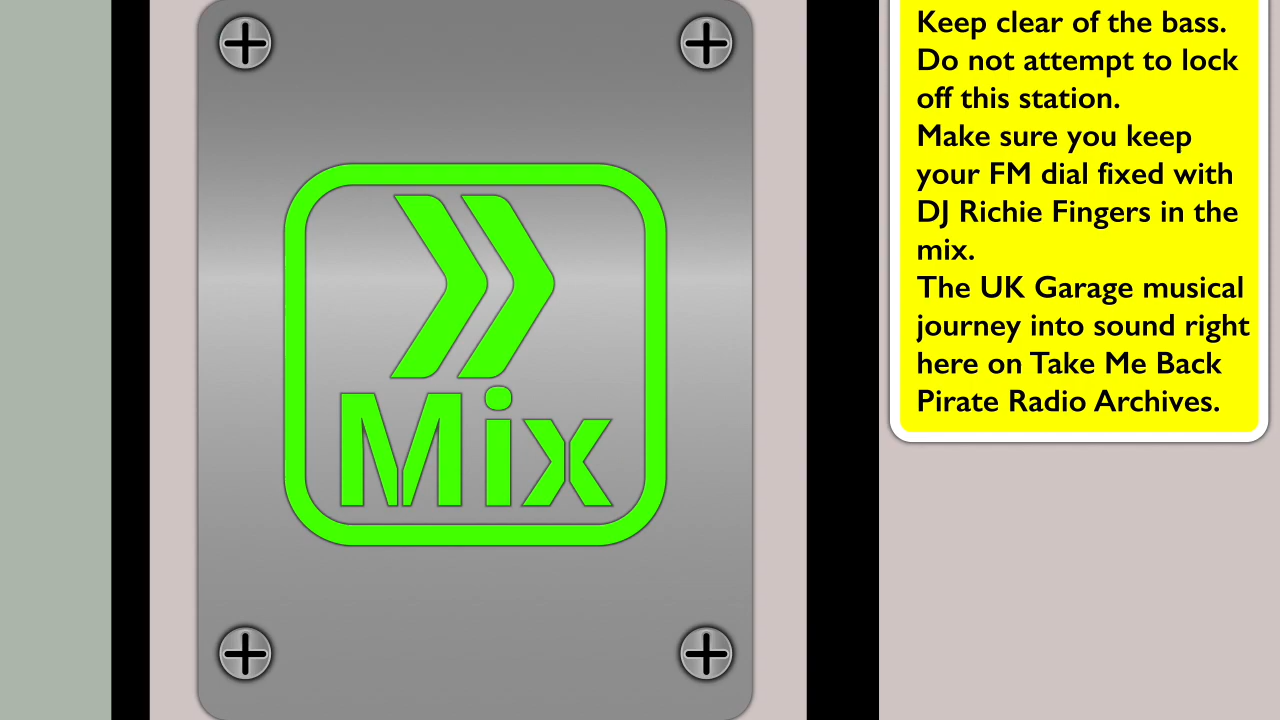 Mix
Keep clear of the bass.
Do not attempt to lock
off this station.
Make sure you keep
your FM dial fixed with
DJ Richie Fingers in the
mix.
The UK Garage musical
journey into sound right
here on Take Me Back
Pirate Radio Archives.